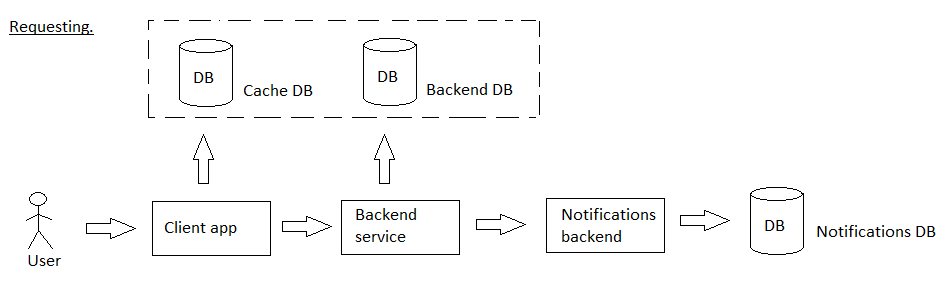 Requesting.
DB
Cache DB
DB
Backend DB
User
Client app
Backend
service
Notifications
backend
DB
Notifications DB